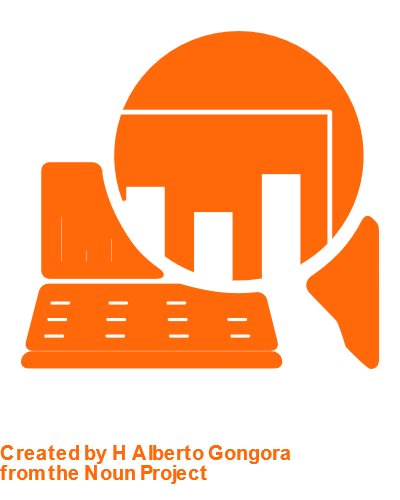 Created by H Alberto Gongora
from the Noun Project